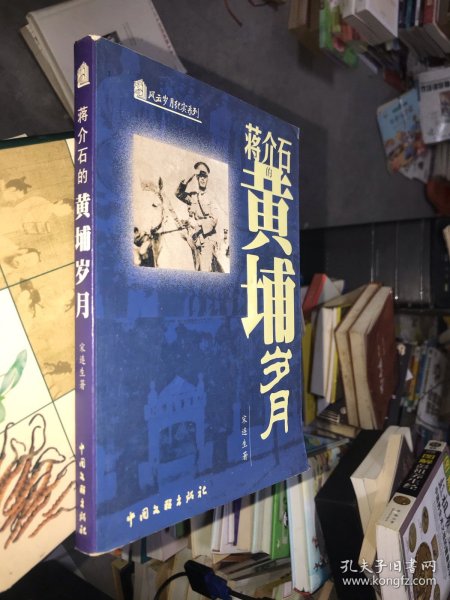 风云岁月纪实系列
蒋介石的
黄埔岁月
宋连生著
中国文联出版社
蒋介石的黄埔岁月
宋连生著
中国文联出版社
孔夫子旧书网
www.kongfz.com